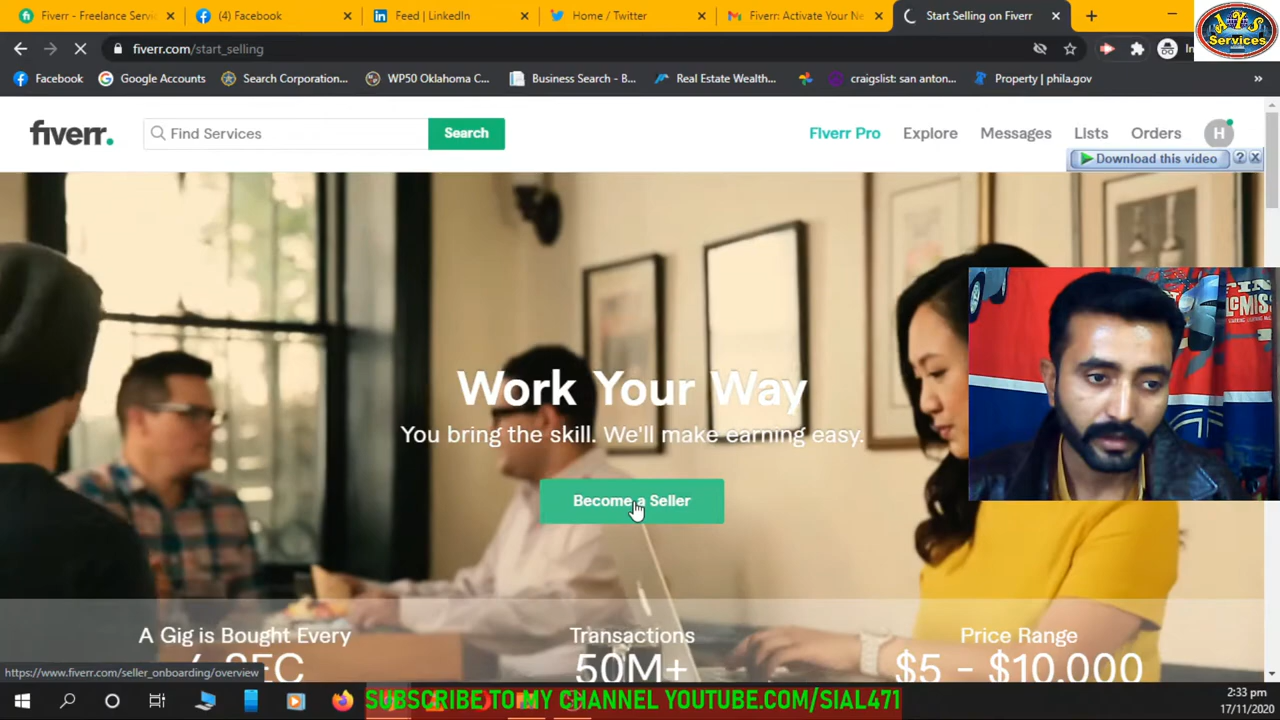 Fiverr - Freelance Servic
(4) Facebook
Feed | LinkedIn
Home / Twitter
Fiverr: Activate Your Ne
Start Selling on Fiverr
AYS
Services
fiverr.com/start_selling
In
Facebook
Google Accounts
Search Corporation...
WP50 Oklahoma C...
Business Search - B...
Real Estate Wealth...
craigslist: san anton...
Property | phila.gov
»
fiverr.
Find Services
Search
Fiverr Pro
Explore
Messages
Lists
Orders
H
Download this video
?
Work Your Way
You bring the skill. We'll make earning easy.
Become a Seller
A Gig is Bought Every
Transactions
Price Range
50M+
$5 - $10,000
https://www.fiverr.com/seller_onboarding/overview
SUBSCRIBE TO MY CHANNEL YOUTUBE.COM/SIAL471
2:33 pm
17/11/2020